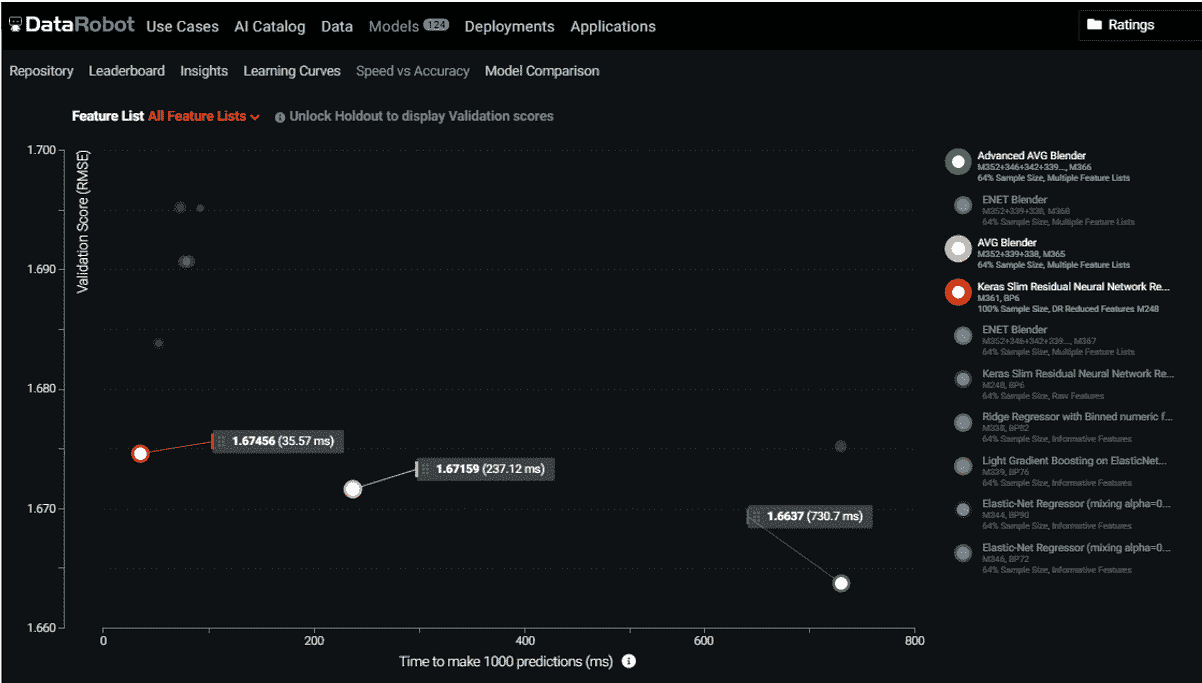 DataRobot Use Cases AI Catalog Data Models 124 Deployments Applications Ratings
Repository Leaderboard Insights Learning Curves Speed vs Accuracy Model Comparison
Feature List All Feature Lists Unlock Holdout to display Validation scores
Validation Score (RMSE)
1.700
1.690
1.680
1.670
1.660
1.67456 (35.57 ms)
1.67159 (237.12 ms)
1.6637 (730.7 ms)
0 200 400 600 800
Time to make 1000 predictions (ms)
Advanced AVG Blender
M352+346+342+339..., M366
64% Sample Size, Multiple Feature Lists
ENET Blender
M352+339+338, M368
64% Sample Size, Multiple Feature Lists
AVG Blender
M352+339+338, M365
64% Sample Size, Multiple Feature Lists
Keras Slim Residual Neural Network Re...
M361, BP6
100% Sample Size, DR Reduced Features M248
ENET Blender
M352+346+342+339..., M367
64% Sample Size, Multiple Feature Lists
Keras Slim Residual Neural Network Re...
M248, BP6
64% Sample Size, Raw Features
Ridge Regressor with Binned numeric f...
M338, BP82
64% Sample Size, Informative Features
Light Gradient Boosting on ElasticNet...
M339, BP76
64% Sample Size, Informative Features
Elastic-Net Regressor (mixing alpha=0...
M344, BP90
64% Sample Size, Informative Features
Elastic-Net Regressor (mixing alpha=0...
M346, BP72
64% Sample Size, Informative Features